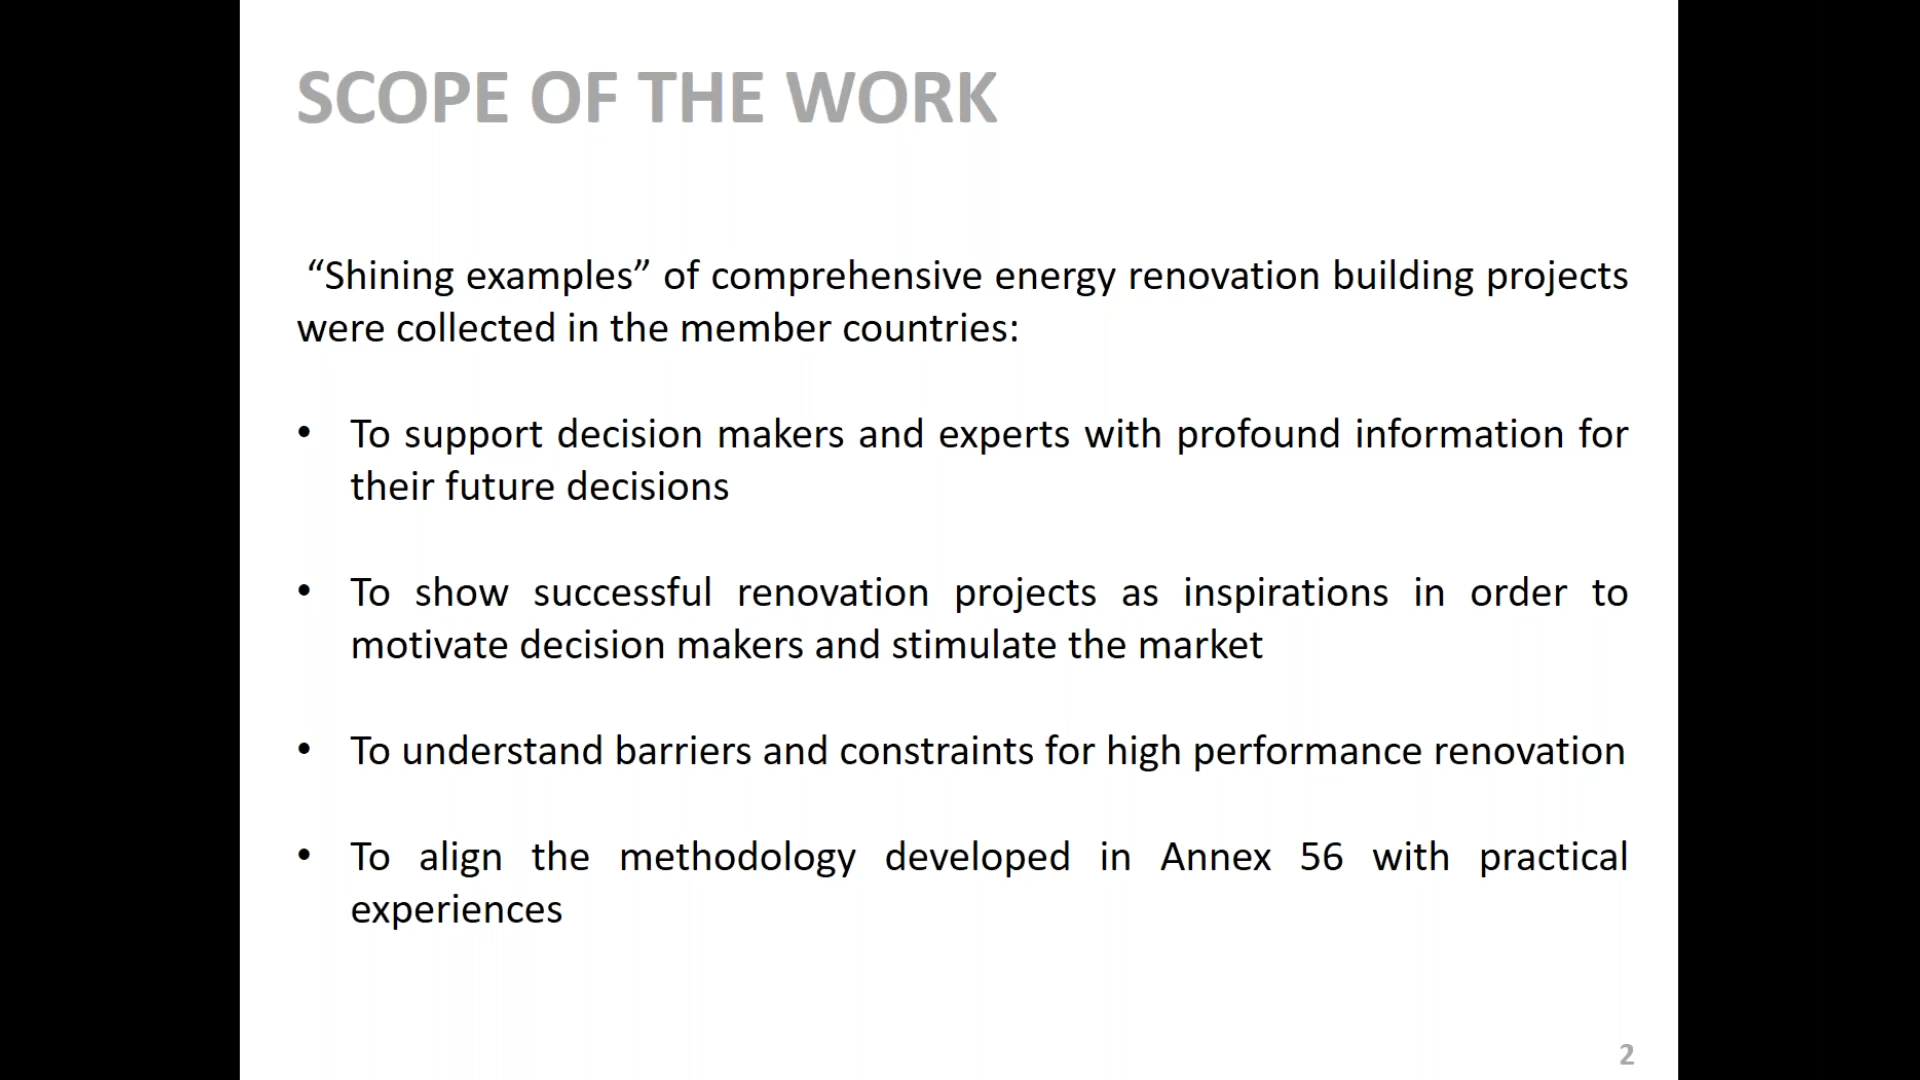 SCOPE OF THE WORK
“Shining examples” of comprehensive energy renovation building projects
were collected in the member countries:
• To support decision makers and experts with profound information for
their future decisions
• To show successful renovation projects as inspirations in order to
motivate decision makers and stimulate the market
• To understand barriers and constraints for high performance renovation
• To align the methodology developed in Annex 56 with practical
experiences
2